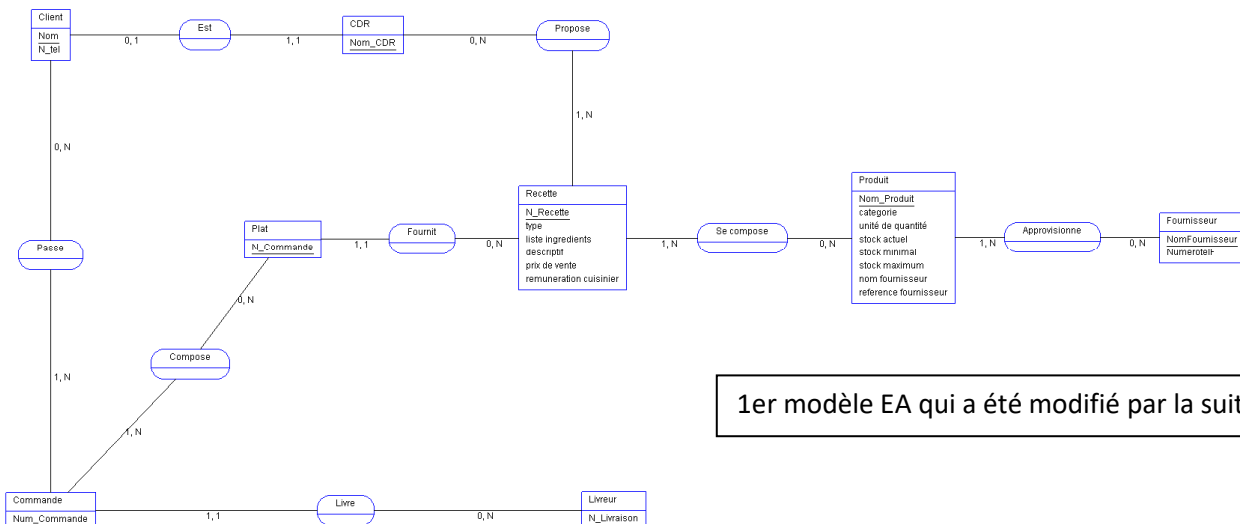 Client
Nom
N_tel
0, 1
Est
1, 1
CDR
Nom_CDR
0, N
Propose
0, N
1, N
Passe
Plat
N_Commande
1, 1
Fournit
0, N
Recette
N_Recette
type
liste ingredients
descriptif
prix de vente
remuneration cuisinier
1, N
Se compose
0, N
Produit
Nom_Produit
categorie
unité de quantité
stock actuel
stock minimal
stock maximum
nom fournisseur
reference fournisseur
1, N
Approvisionne
0, N
Fournisseur
NomFournisseur
NumerotelF
0, N
Compose
1, N
1, N
1er modèle EA qui a été modifié par la suit
Commande
Num_Commande
1, 1
Livre
0, N
Livreur
N_Livraison